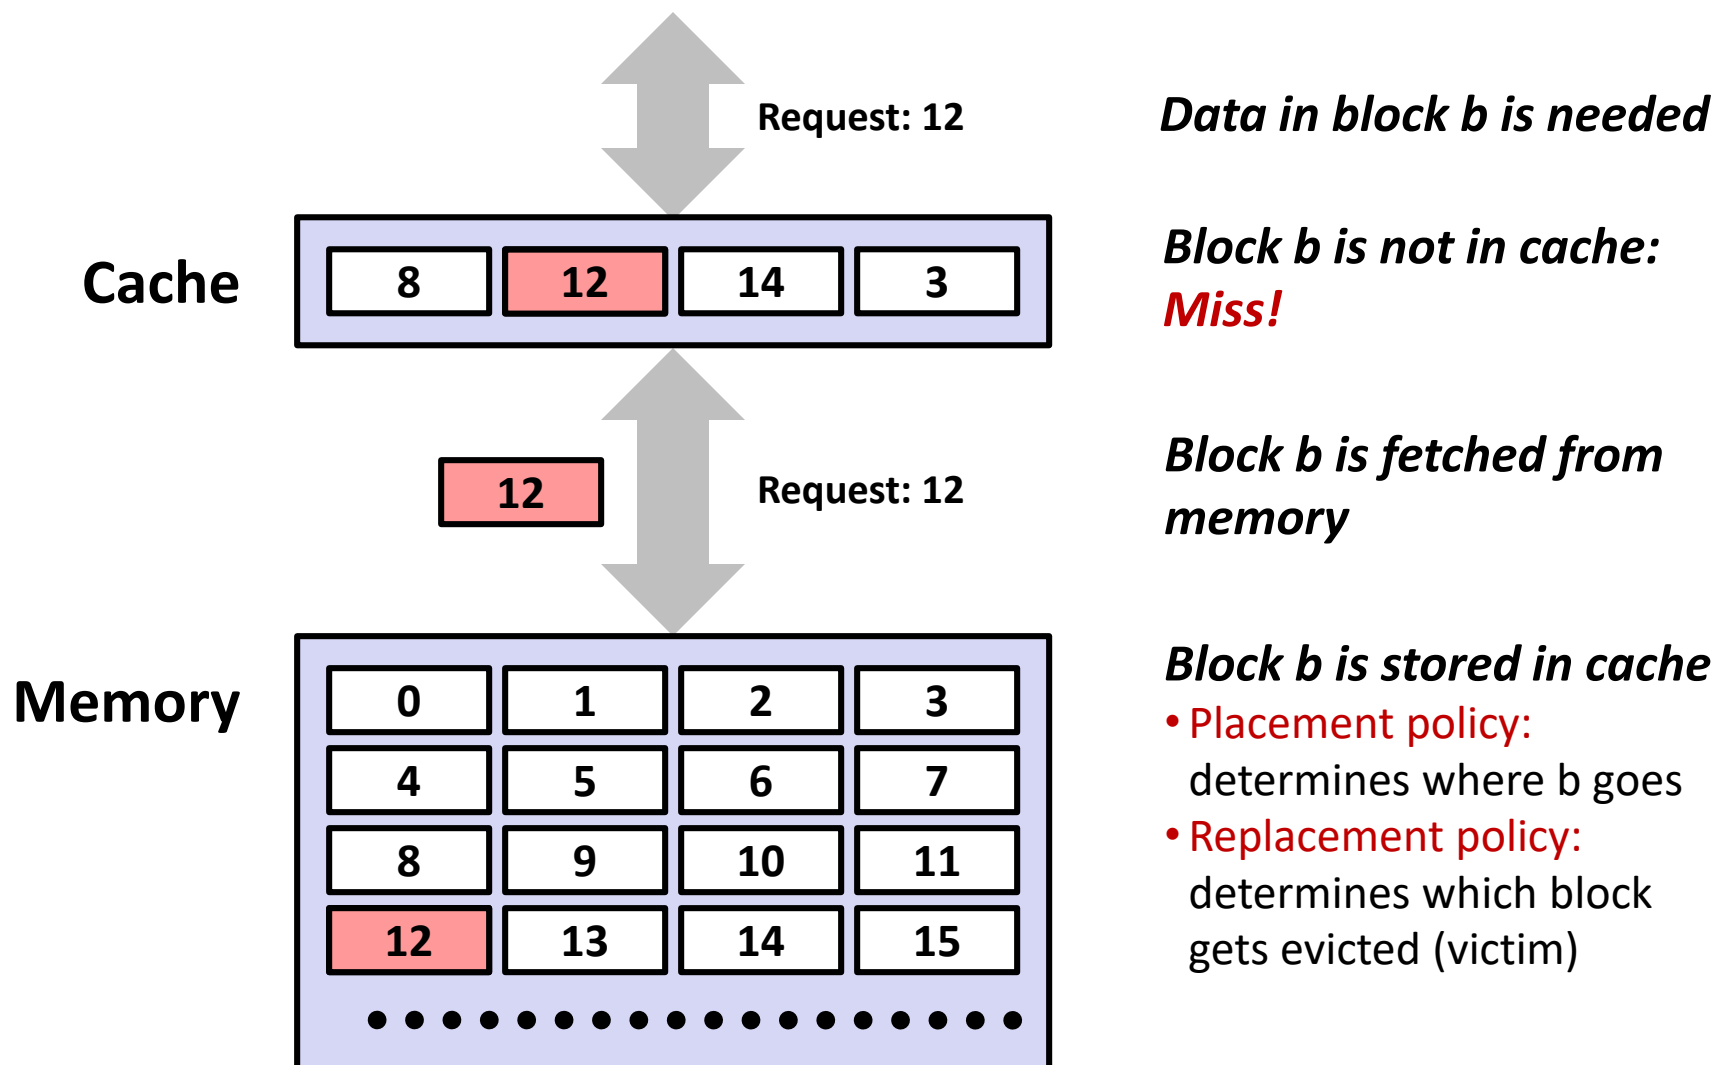 Request: 12
Data in block b is needed
Cache
8 12 14 3
Block b is not in cache:
Miss!
12
Request: 12
Block b is fetched from
memory
Memory
0 1 2 3
4 5 6 7
8 9 10 11
12 13 14 15
Block b is stored in cache
• Placement policy:
determines where b goes
• Replacement policy:
determines which block
gets evicted (victim)